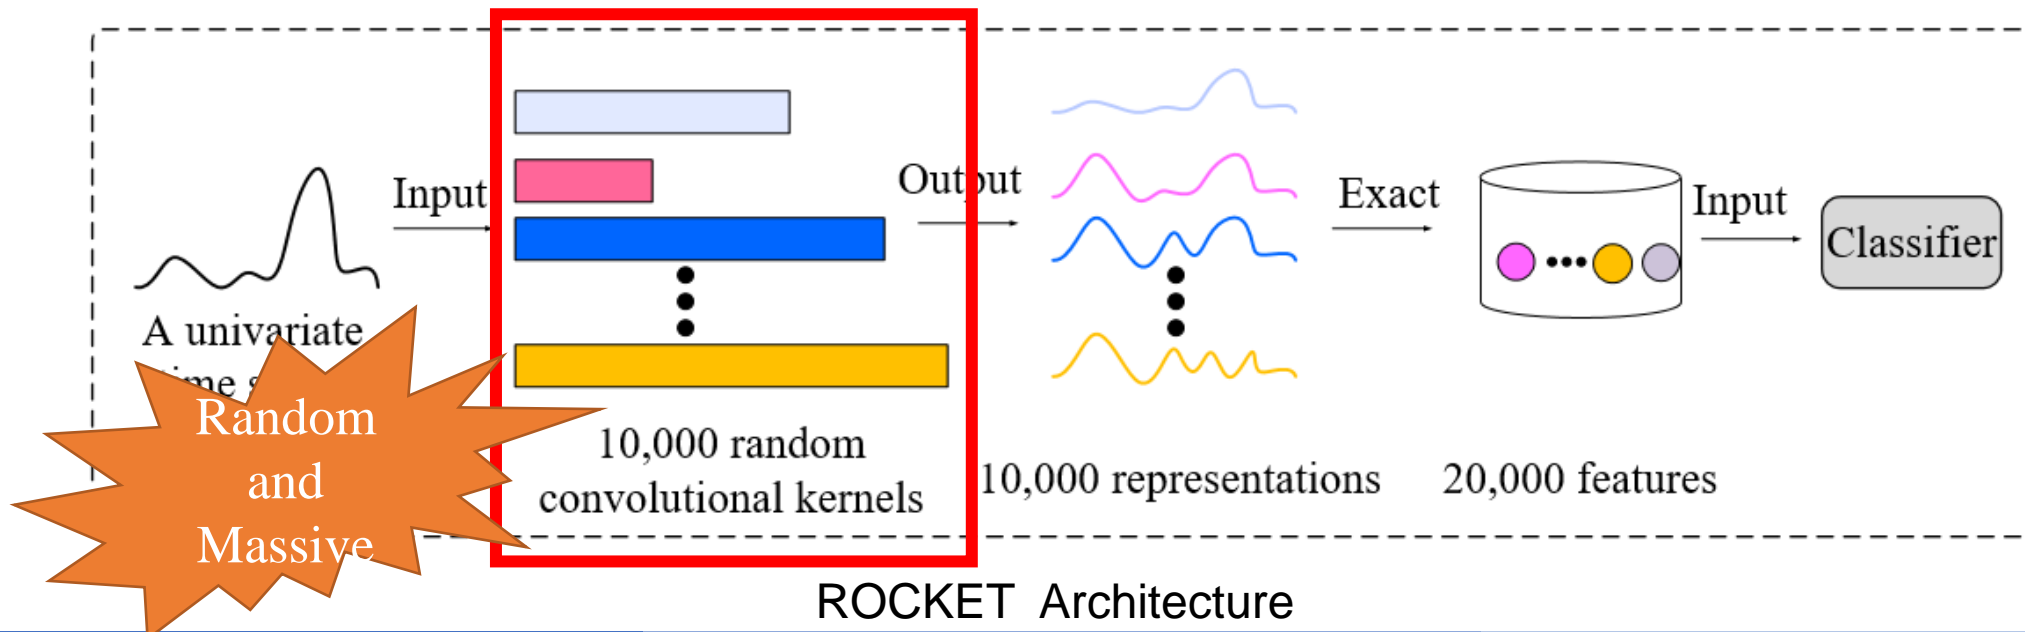 A univariate
Input
10,000 random
convolutional kernels
Output
10,000 representations
Exact
20,000 features
Input
Classifier
Random
and
Massive
ROCKET Architecture